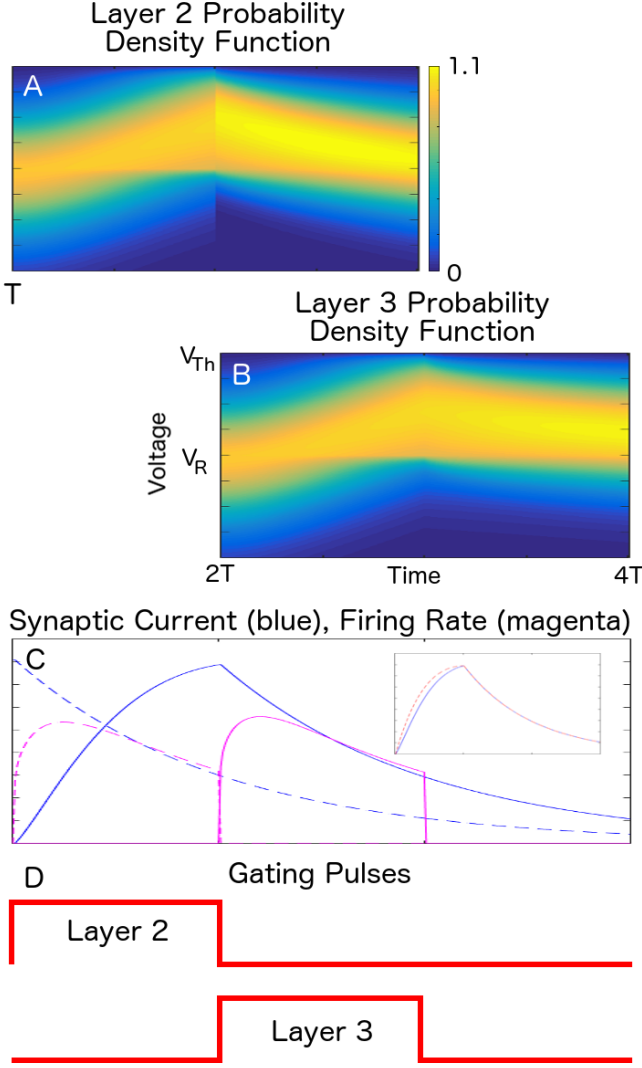 Layer 2 Probability
Density Function
A
1.1
0
T
Layer 3 Probability
Density Function
V_Th
B
Voltage
V_R
2T
Time
4T
Synaptic Current (blue), Firing Rate (magenta)
C
D
Gating Pulses
Layer 2
Layer 3